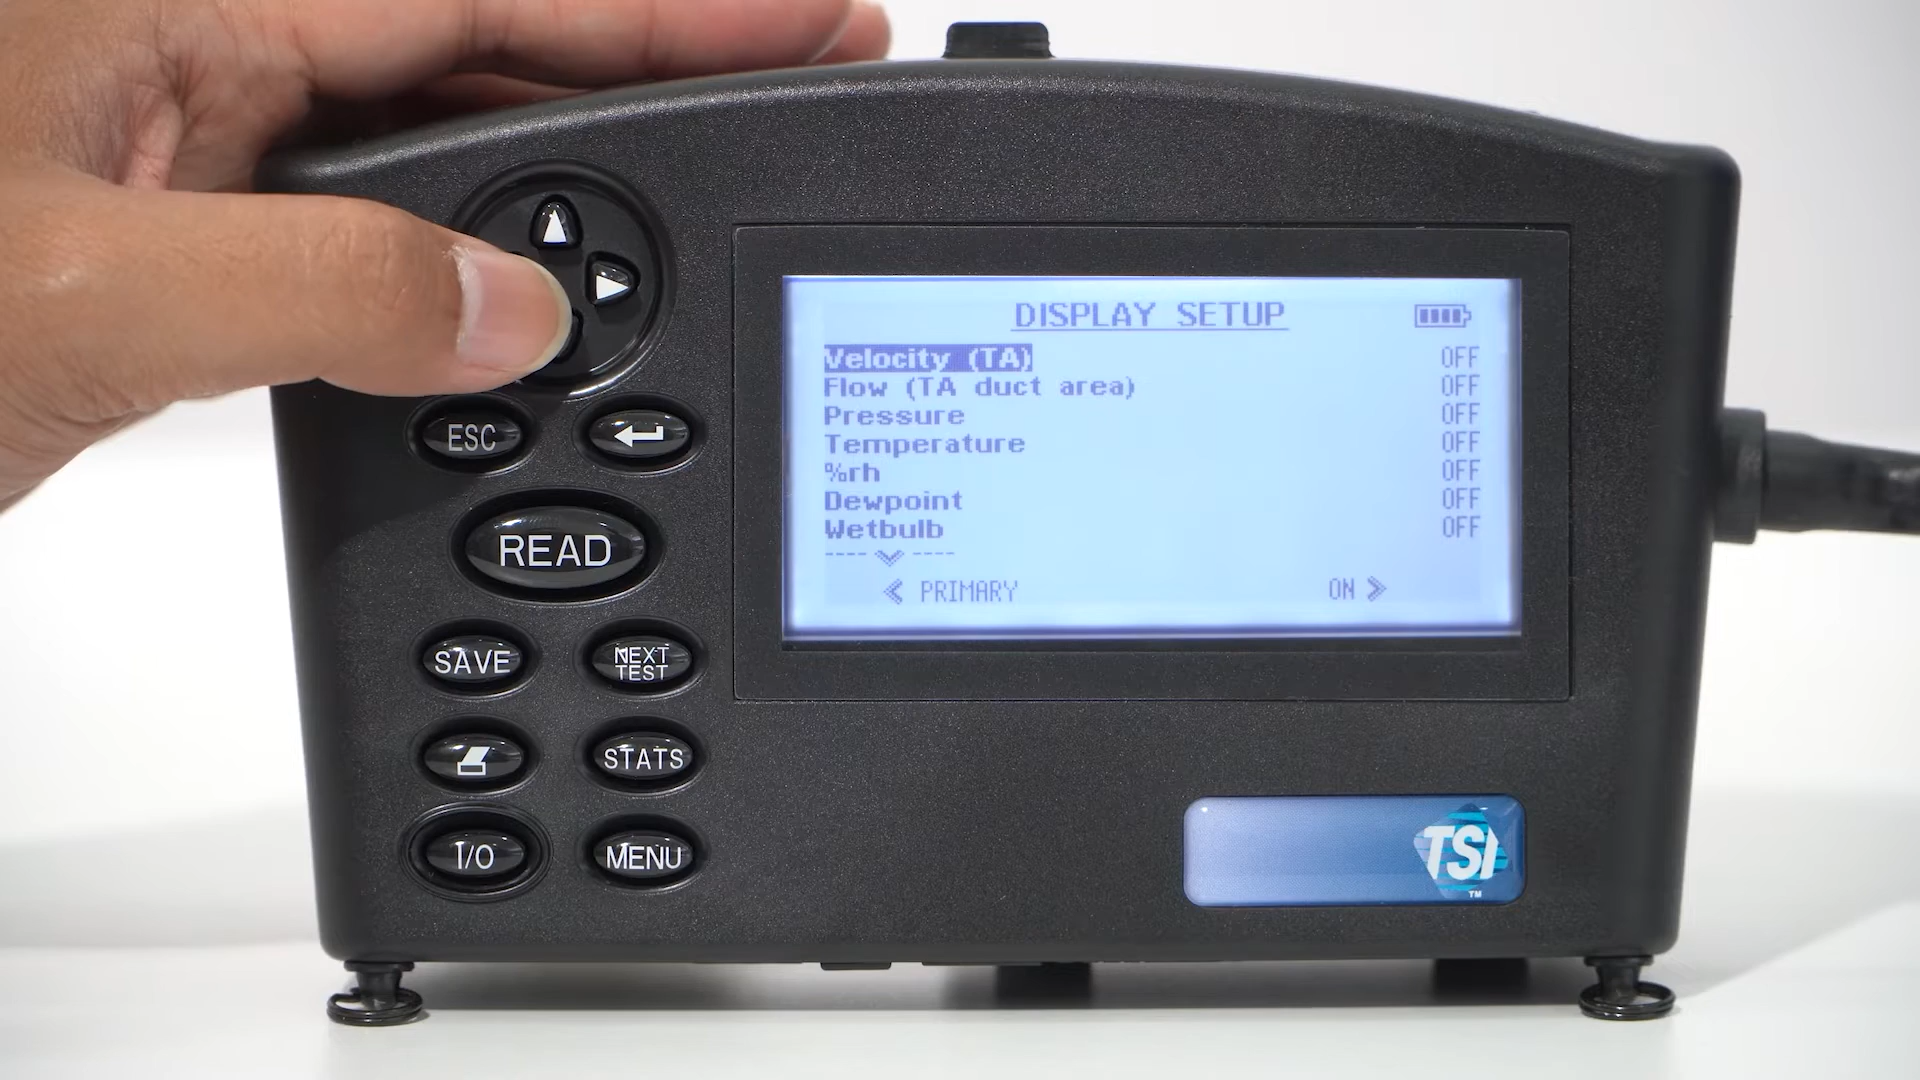 DISPLAY SETUP
Velocity (TA) OFF
Flow (TA duct area) OFF
Pressure OFF
Temperature OFF
%rh OFF
Dewpoint OFF
Wetbulb OFF
PRIMARY ON
ESC
READ
SAVE
NEXT
TEST
STATS
I/O
MENU
TSI
TM